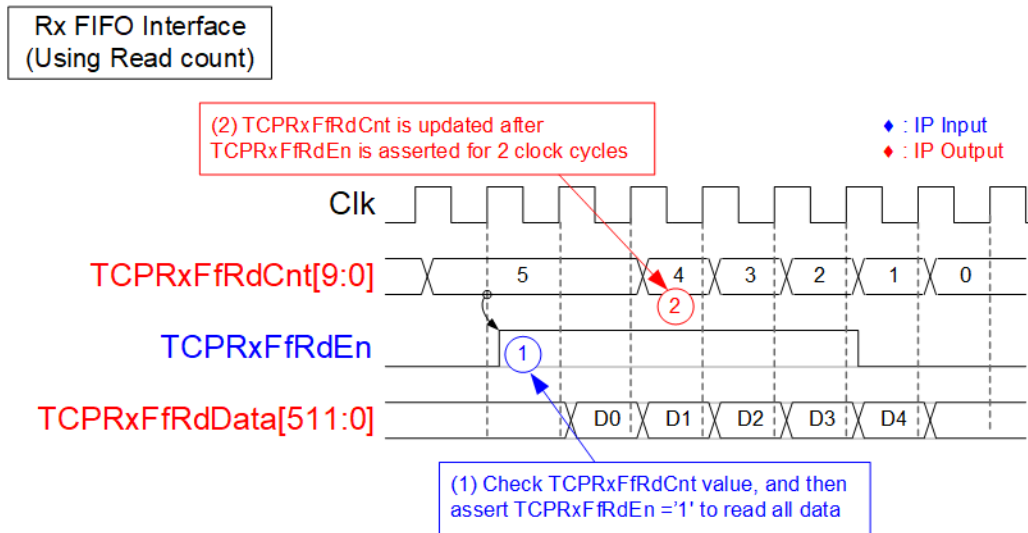 Rx FIFO Interface
(Using Read count)
(2) TCPRxFfRdCnt is updated after
TCPRxFfRdEn is asserted for 2 clock cycles
♦ : IP Input
♦ : IP Output
Clk
TCPRxFfRdCnt[9:0]
5 4 3 2 1 0
2
TCPRxFfRdEn
1
TCPRxFfRdData[511:0]
D0 D1 D2 D3 D4
(1) Check TCPRxFfRdCnt value, and then
assert TCPRxFfRdEn ='1' to read all data